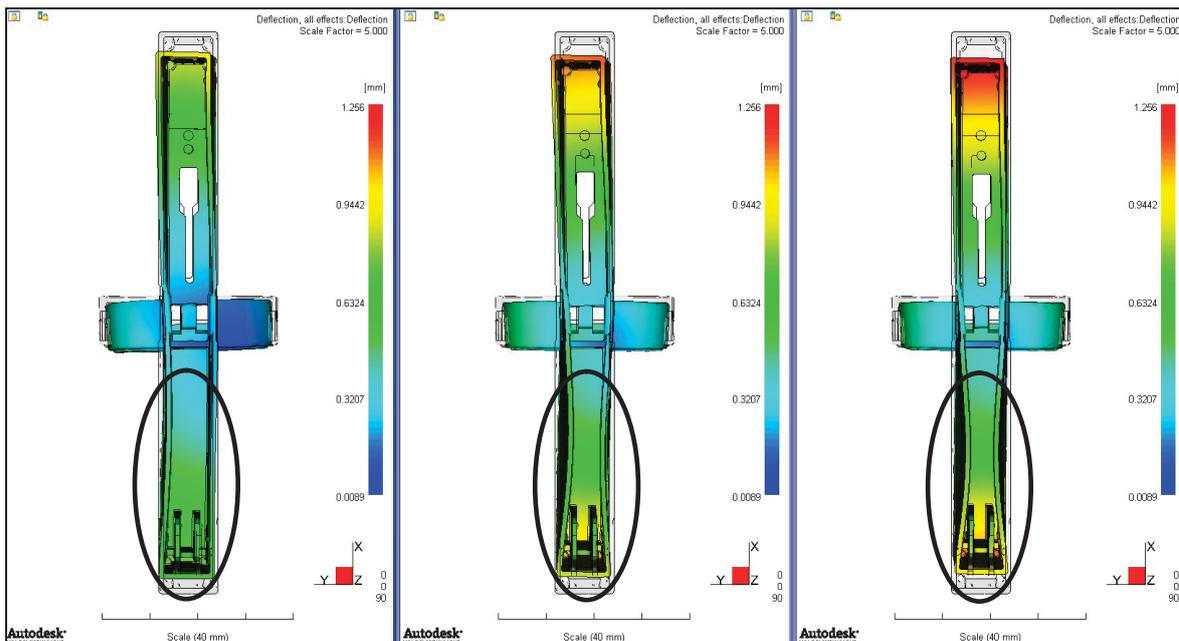 Deflection, all effects:Deflection
Scale Factor = 5.000
[mm]
1.256
0.9442
0.6324
0.3207
0.0089
X
Y
Z
0
0
90
Scale (40 mm)
Autodesk
Deflection, all effects:Deflection
Scale Factor = 5.000
[mm]
1.256
0.9442
0.6324
0.3207
0.0089
X
Y
Z
0
0
90
Scale (40 mm)
Autodesk
Deflection, all effects:Deflection
Scale Factor = 5.000
[mm]
1.256
0.9442
0.6324
0.3207
0.0089
X
Y
Z
0
0
90
Scale (40 mm)
Autodesk